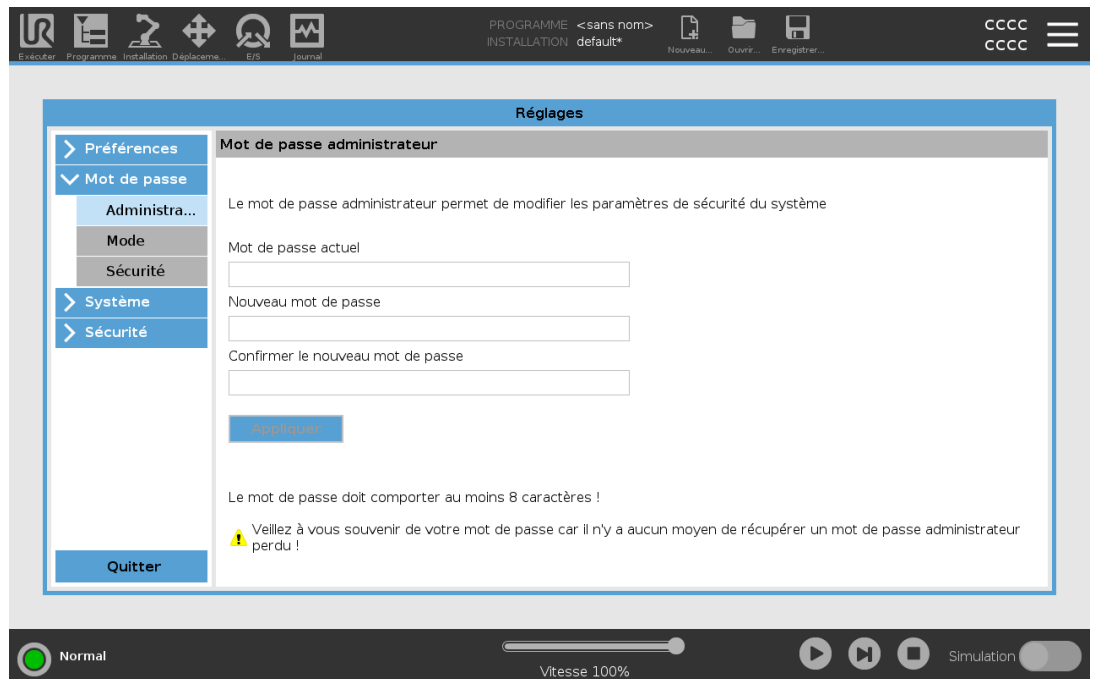 PROGRAMME <sans nom>
INSTALLATION default*
CCCC
CCCC
Exécuter Programme Installation Déplaceme... E/S Journal
Nouveau... Ouvrir... Enregistrer...
Réglages
Préférences
Mot de passe
Administra...
Mode
Sécurité
Système
Sécurité
Quitter
Mot de passe administrateur
Le mot de passe administrateur permet de modifier les paramètres de sécurité du système
Mot de passe actuel
Nouveau mot de passe
Confirmer le nouveau mot de passe
Appliquer
Le mot de passe doit comporter au moins 8 caractères !
Veillez à vous souvenir de votre mot de passe car il n'y a aucun moyen de récupérer un mot de passe administrateur
perdu !
Normal
Vitesse 100%
Simulation